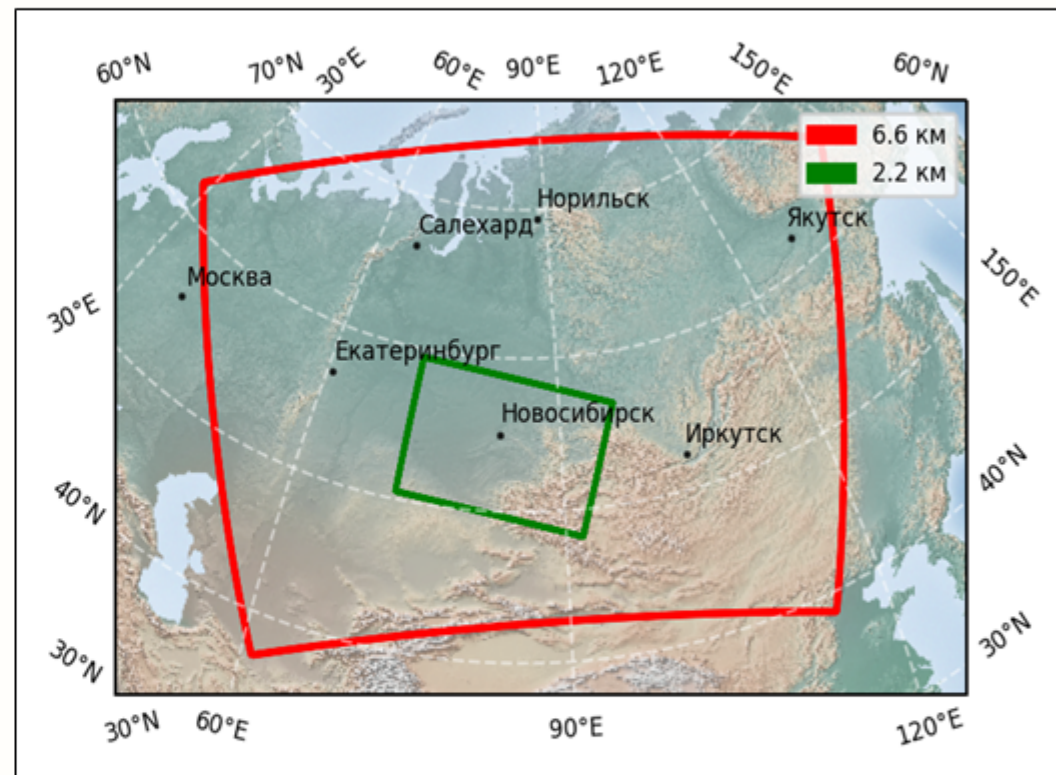 60°N 70°N 30°E 60°E 90°E 120°E 150°E 60°N
6.6 км
2.2 км
Норильск
Салехард
Якутск
Москва
30°E
150°E
Екатеринбург
Новосибирск
Иркутск
40°N
40°N
30°N
30°N
30°N 60°E 90°E 120°E